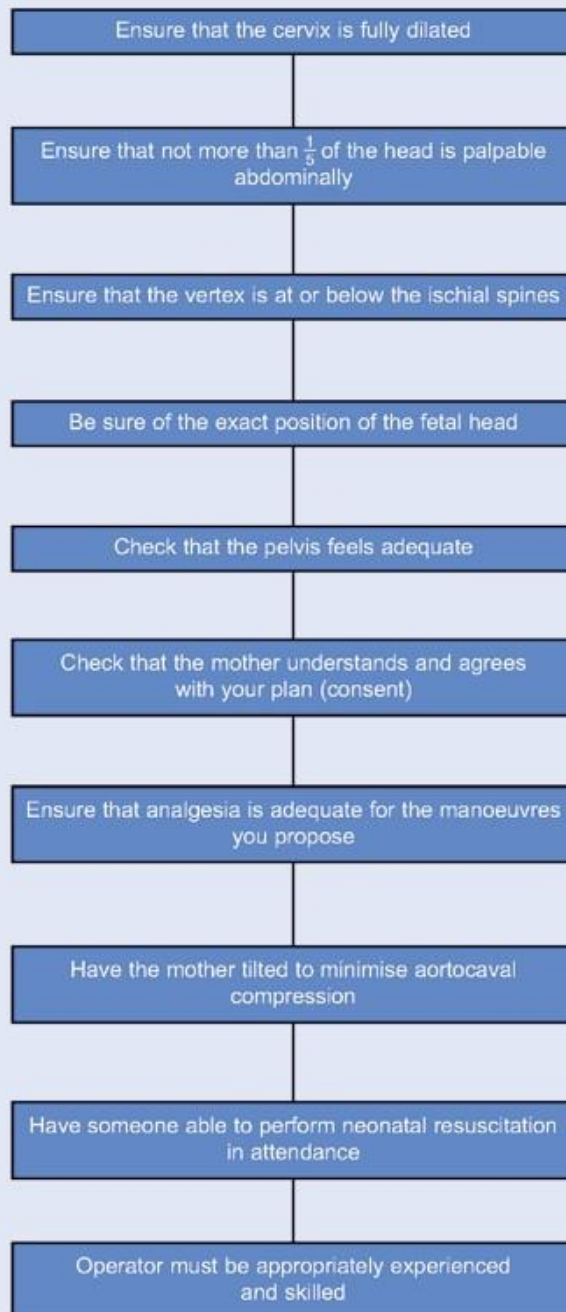 Ensure that the cervix is fully dilated
Ensure that not more than 1/5 of the head is palpable
abdominally
Ensure that the vertex is at or below the ischial spines
Be sure of the exact position of the fetal head
Check that the pelvis feels adequate
Check that the mother understands and agrees
with your plan (consent)
Ensure that analgesia is adequate for the manoeuvres
you propose
Have the mother tilted to minimise aortocaval
compression
Have someone able to perform neonatal resuscitation
in attendance
Operator must be appropriately experienced
and skilled